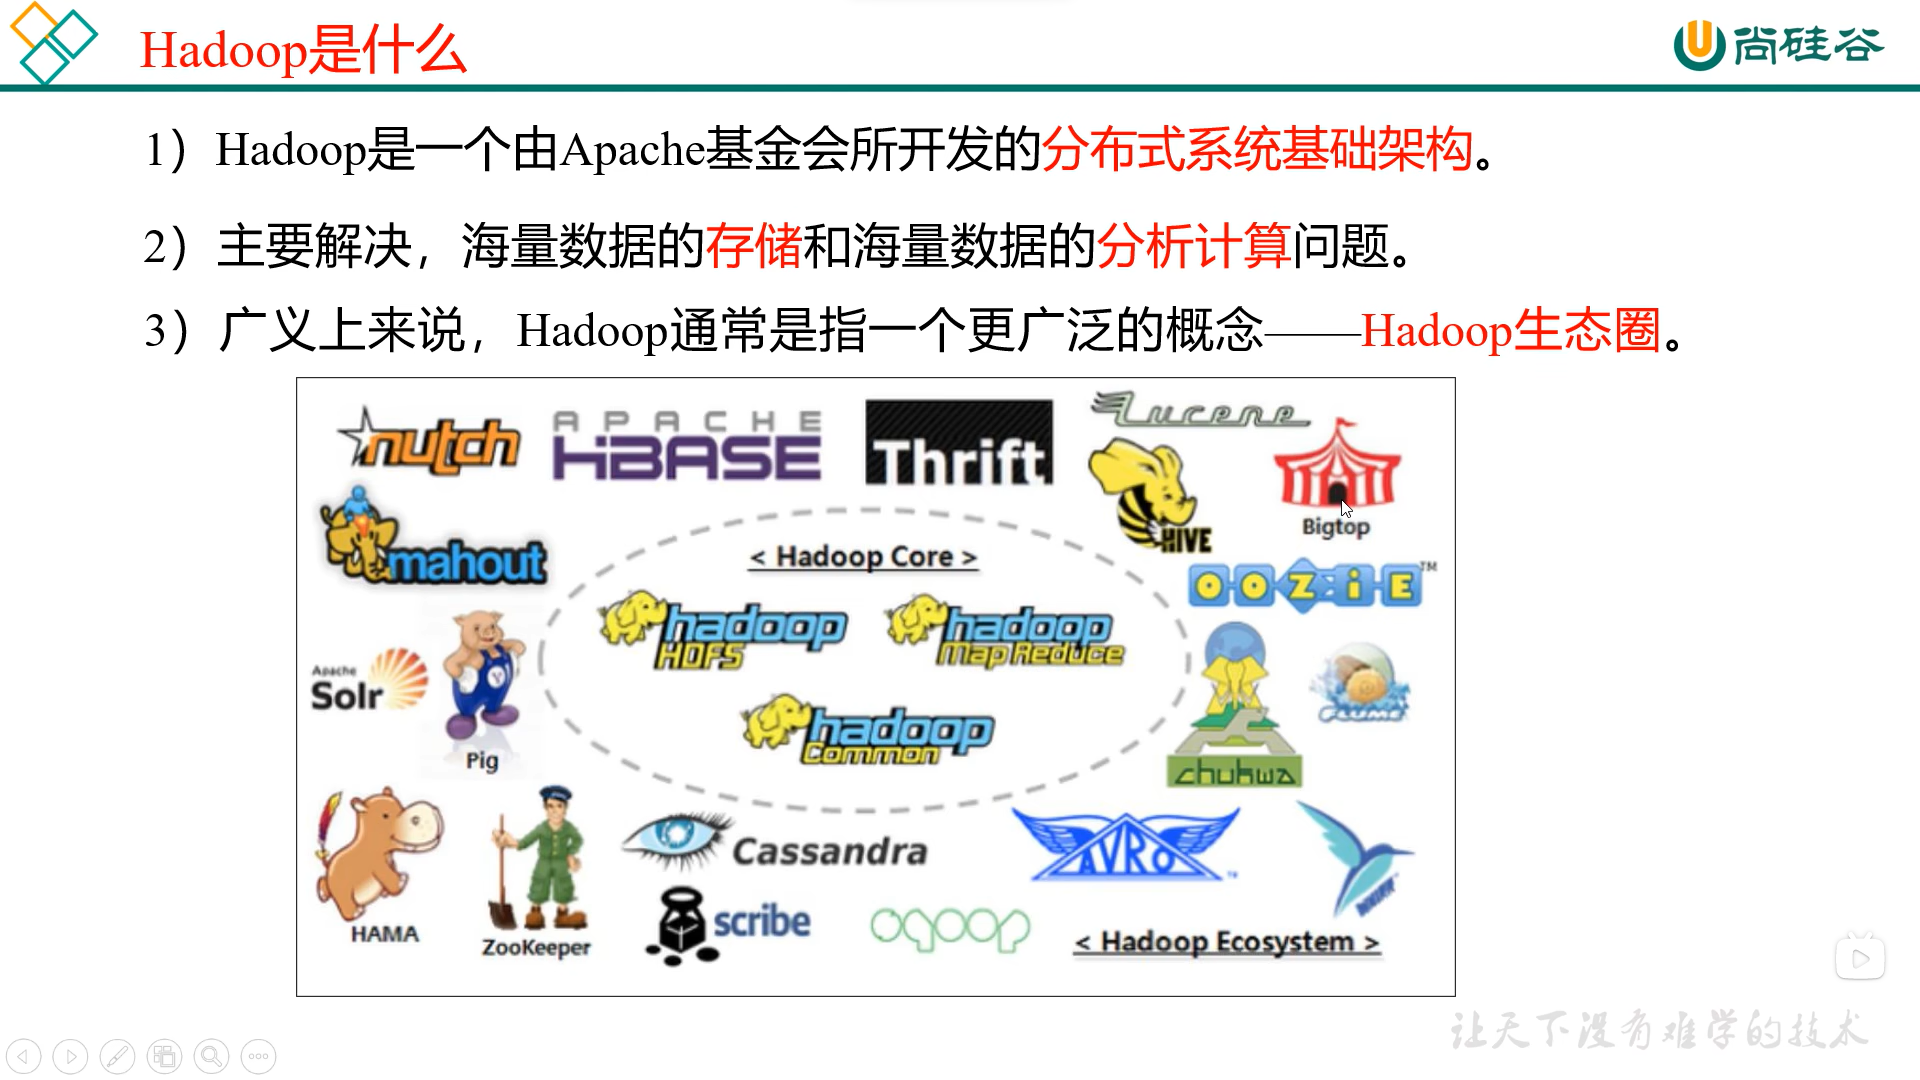 Hadoop是什么
尚硅谷
1）Hadoop是一个由Apache基金会所开发的分布式系统基础架构。
2）主要解决，海量数据的存储和海量数据的分析计算问题。
3）广义上来说，Hadoop通常是指一个更广泛的概念——Hadoop生态圈。
nutch
APACHE
HBASE
Thrift
Lucene
HIVE
Bigtop
mahout
< Hadoop Core >
OOZiE™
hadoop
HDFS
hadoop
MapReduce
Apache
Solr
Pig
hadoop
Common
FLUME
chukwa
HAMA
ZooKeeper
Cassandra
AVRO™
scribe
sqoop
< Hadoop Ecosystem >
让天下没有难学的技术